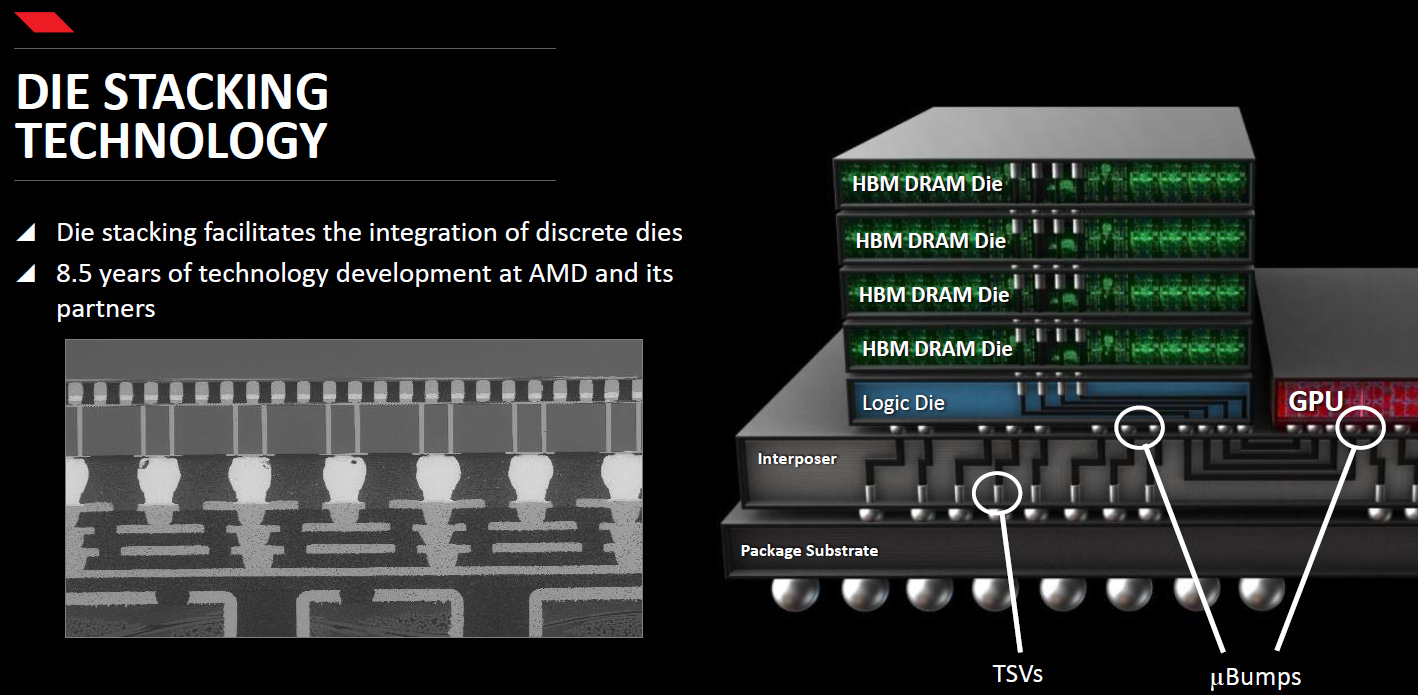 DIE STACKING
TECHNOLOGY
Die stacking facilitates the integration of discrete dies
8.5 years of technology development at AMD and its
partners
HBM DRAM Die
HBM DRAM Die
HBM DRAM Die
HBM DRAM Die
Logic Die
GPU
Interposer
Package Substrate
TSVs
μBumps